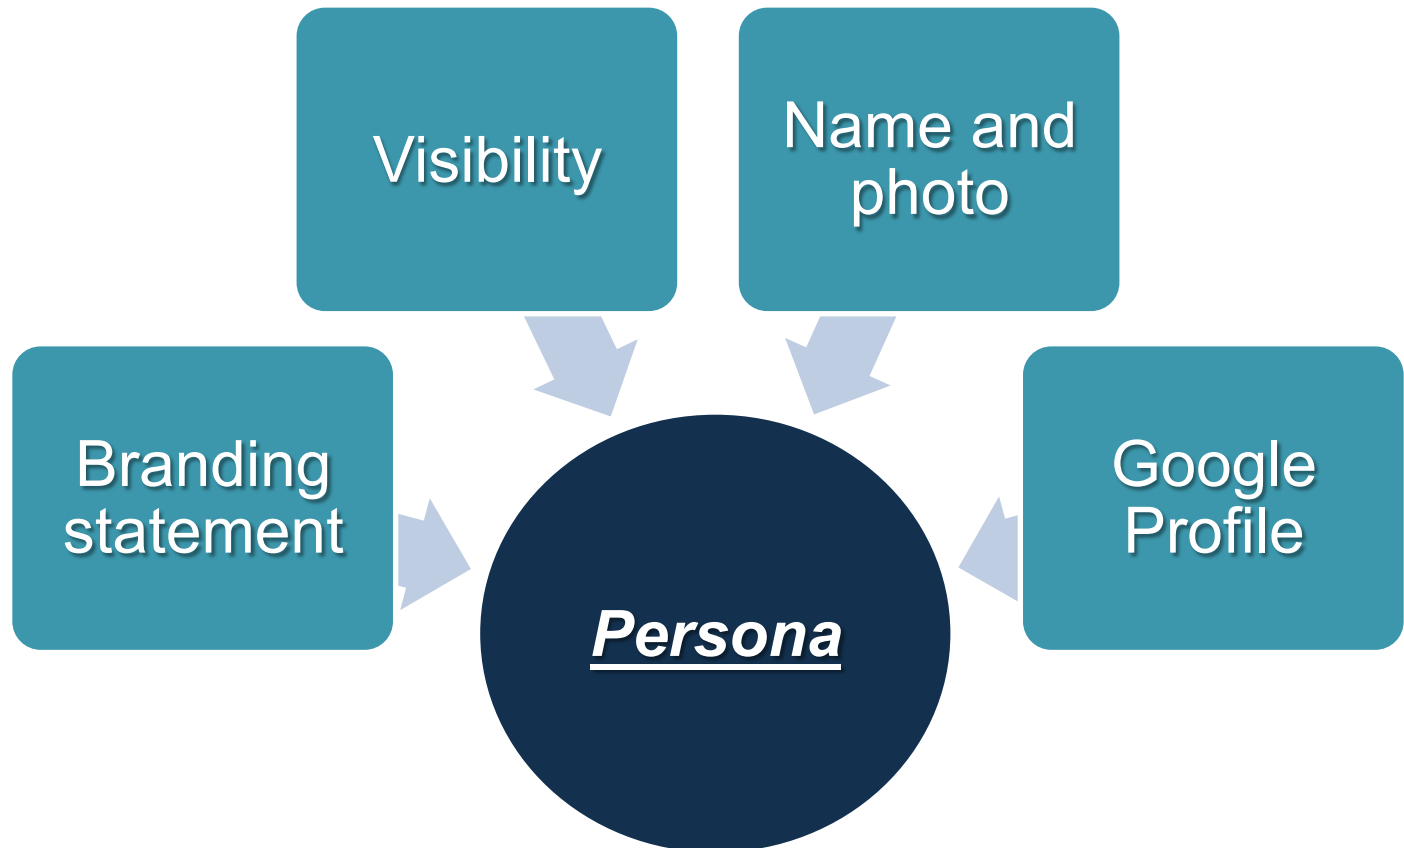 Visibility
Name and
photo
Branding
statement
Google
Profile
Persona